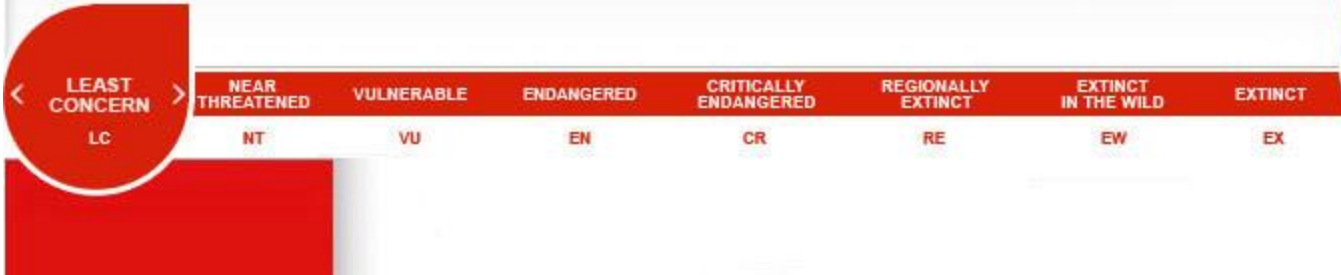 LEAST
CONCERN
LC
NEAR
THREATENED
NT
VULNERABLE
VU
ENDANGERED
EN
CRITICALLY
ENDANGERED
CR
REGIONALLY
EXTINCT
RE
EXTINCT
IN THE WILD
EW
EXTINCT
EX